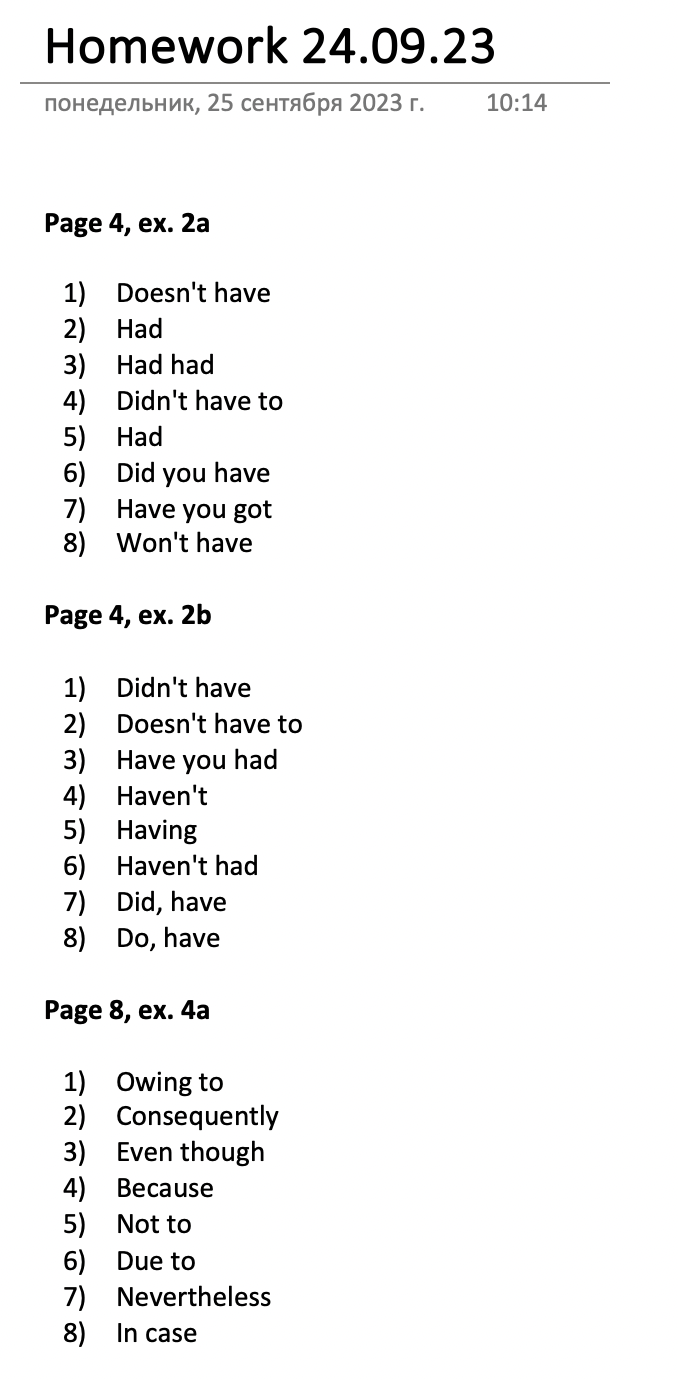 Homework 24.09.23
понедельник, 25 сентября 2023 г. 10:14
Page 4, ex. 2a
1) Doesn't have
2) Had
3) Had had
4) Didn't have to
5) Had
6) Did you have
7) Have you got
8) Won't have
Page 4, ex. 2b
1) Didn't have
2) Doesn't have to
3) Have you had
4) Haven't
5) Having
6) Haven't had
7) Did, have
8) Do, have
Page 8, ex. 4a
1) Owing to
2) Consequently
3) Even though
4) Because
5) Not to
6) Due to
7) Nevertheless
8) In case